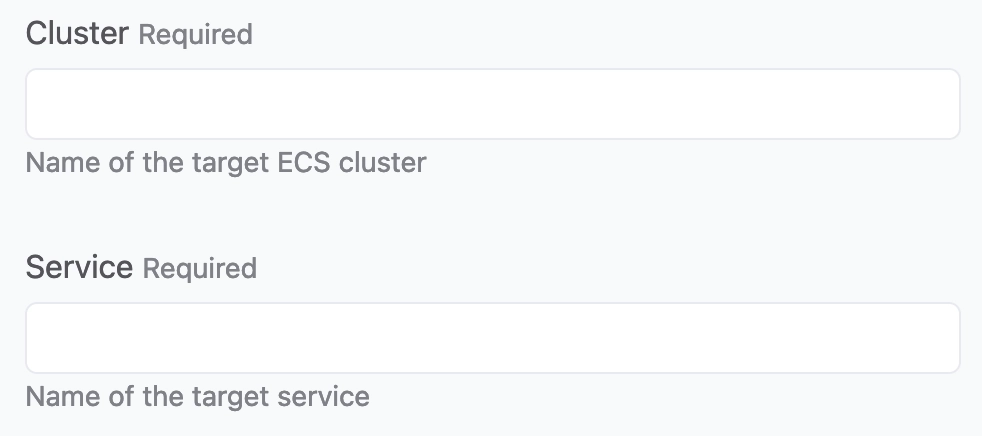 Cluster Required
Name of the target ECS cluster
Service Required
Name of the target service